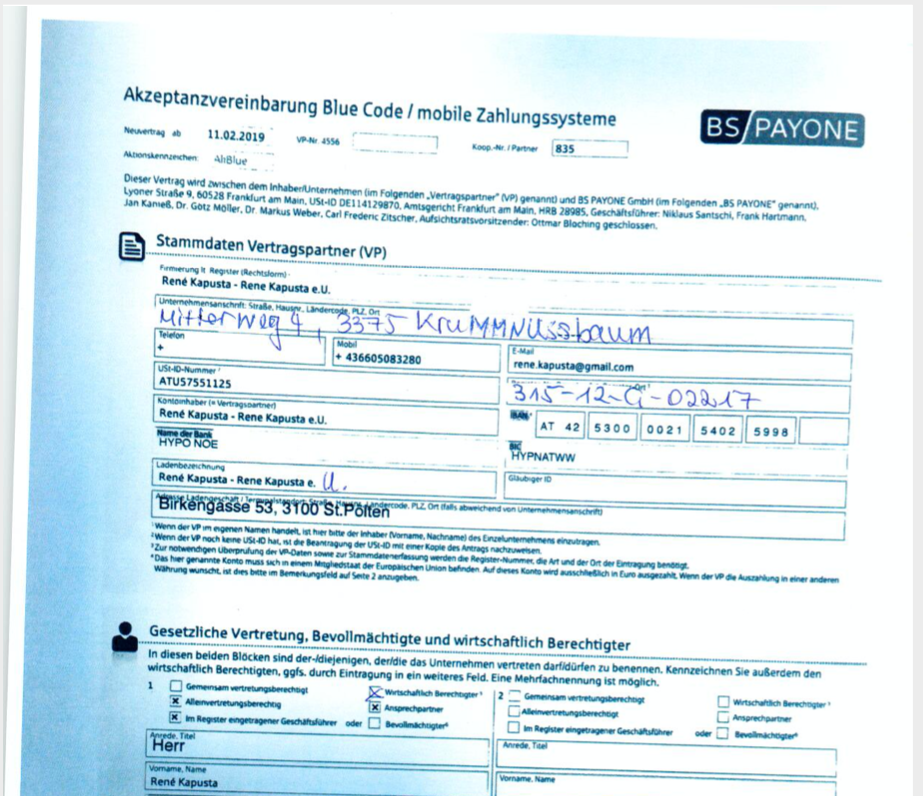 Akzeptanzvereinbarung Blue Code / mobile Zahlungssysteme
BS PAYONE
Neuvertrag ab 11.02.2019 VP-Nr. 4556 Koop.-Nr. / Partner 835
Aktionskennzeichen: AhBlue
Dieser Vertrag wird zwischen dem Inhaber/Unternehmen (im Folgenden „Vertragspartner" (VP) genannt) und BS PAYONE GmbH (im Folgenden „BS PAYONE" genannt),
Lyoner Straße 9, 60528 Frankfurt am Main, USt-ID DE114129870, Amtsgericht Frankfurt am Main, HRB 28985, Geschäftsführer: Niklaus Santschi, Frank Hartmann,
Jan Kanieß, Dr. Götz Möller, Dr. Markus Weber, Carl Frederic Zitscher, Aufsichtsratsvorsitzender: Ottmar Bloching geschlossen.
Stammdaten Vertragspartner (VP)
Firmierung lt. Register (Rechtsform)
René Kapusta - Rene Kapusta e.U.
Unternehmensanschrift: Straße, Hausnr., Ländercode, PLZ, Ort
Mitterweg 4, 3375 Krummnussbaum
Telefon Mobil E-Mail
+ + 436605083280 rene.kapusta@gmail.com
USt-ID-Nummer
ATU57551125 315-12-G-02217
Kontoinhaber (= Vertragspartner) IBAN
René Kapusta - Rene Kapusta e.U. AT 42 5300 0021 5402 5998
Name der Bank BIC
HYPO NOE HYPNATWW
Ladenbezeichnung Gläubiger ID
René Kapusta - Rene Kapusta e. U.
Adresse Ladengeschäft / Terminalstandort: Straße, Hausnr., Ländercode, PLZ, Ort (falls abweichend von Unternehmensanschrift)
Birkengasse 53, 3100 St.Pölten
¹Wenn der VP im eigenen Namen handelt, ist hier bitte der Inhaber (Vorname, Nachname) des Einzelunternehmens einzutragen.
²Wenn der VP noch keine USt-ID hat, ist die Beantragung der USt-ID mit einer Kopie des Antrags nachzuweisen.
³Zur notwendigen Überprüfung der VP-Daten sowie zur Stammdatenerfassung werden die Register-Nummer, die Art und der Ort der Eintragung benötigt.
⁴Das hier genannte Konto muss sich in einem Mitgliedstaat der Europäischen Union befinden. Auf dieses Konto wird ausschließlich in Euro ausgezahlt. Wenn der VP die Auszahlung in einer anderen
Währung wünscht, ist dies bitte im Bemerkungsfeld auf Seite 2 anzugeben.
Gesetzliche Vertretung, Bevollmächtigte und wirtschaftlich Berechtigter
In diesen beiden Blöcken sind der-/diejenigen, der/die das Unternehmen vertreten darf/dürfen zu benennen. Kennzeichnen Sie außerdem den
wirtschaftlich Berechtigten, ggfs. durch Eintragung in ein weiteres Feld. Eine Mehrfachnennung ist möglich.
1 Gemeinsam vertretungsberechtigt Wirtschaftlich Berechtigter⁵ 2 Gemeinsam vertretungsberechtigt Wirtschaftlich Berechtigter⁵
Alleinvertretungsberechtig Ansprechpartner Alleinvertretungsberechtigt Ansprechpartner
Im Register eingetragener Geschäftsführer oder Bevollmächtigter⁶ Im Register eingetragener Geschäftsführer oder Bevollmächtigter⁶
Anrede, Titel Anrede, Titel
Herr
Vorname, Name Vorname, Name
René Kapusta